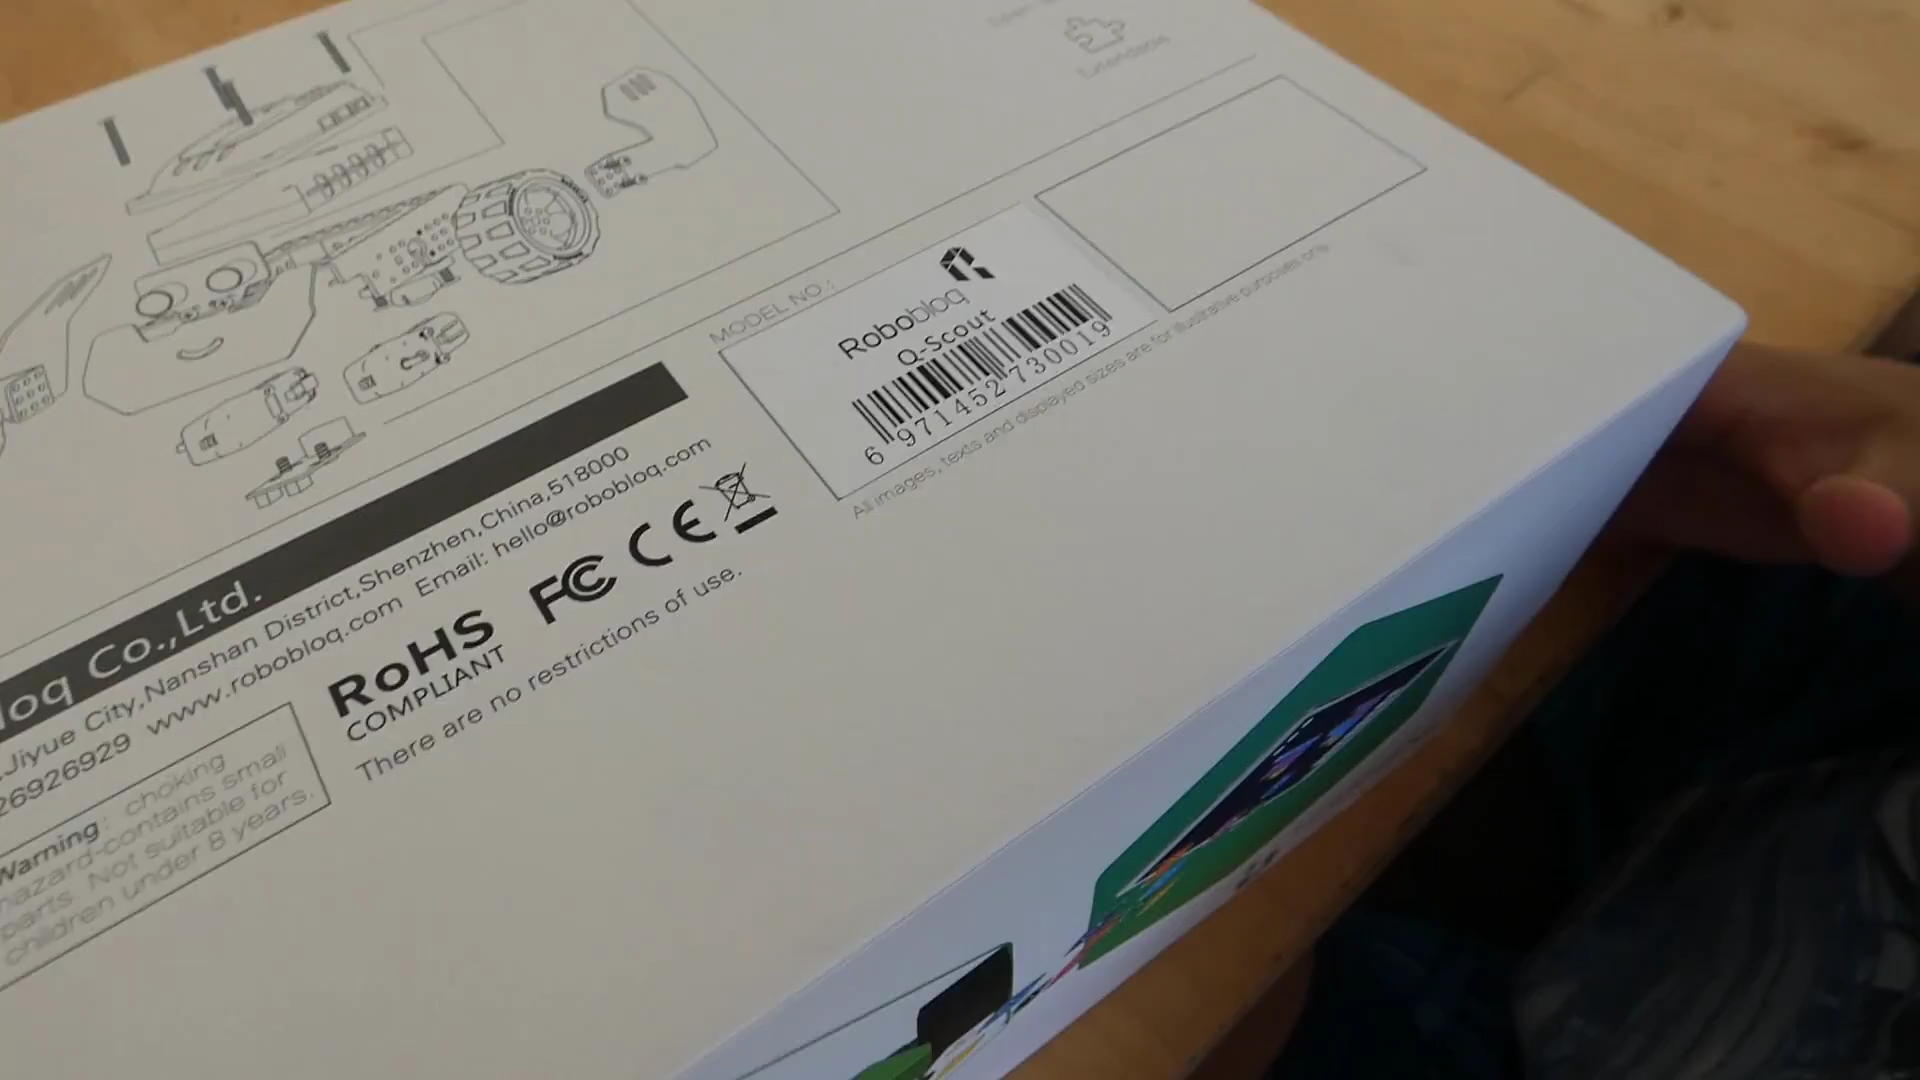 Extendable
MODEL NO.:
Robobloq
Q-Scout
6 971452 730019
All images, texts and displayed sizes are for illustrative purposes only
loq Co.,Ltd.
Jiyue City,Nanshan District,Shenzhen,China,518000
26926929 www.robobloq.com Email: hello@robobloq.com
RoHS
COMPLIANT
FC CE
There are no restrictions of use.
Warning: choking
hazard-contains small
parts. Not suitable for
children under 8 years.